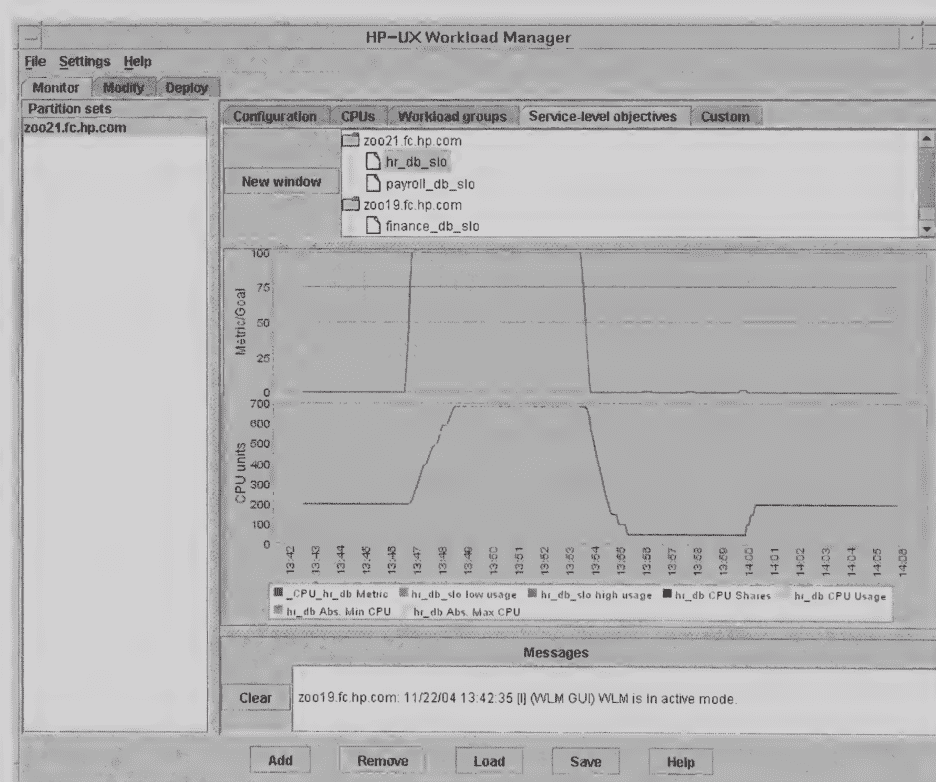 HP-UX Workload Manager
File Settings Help
Monitor Modify Deploy
Partition sets
zoo21.fc.hp.com
Configuration CPUs Workload groups Service-level objectives Custom
New window
zoo21.fc.hp.com
hr_db_slo
payroll_db_slo
zoo19.fc.hp.com
finance_db_slo
Metric/Goal
100
75
50
25
0
CPU units
700
600
500
400
300
200
100
0
13:42 13:43 13:44 13:45 13:46 13:47 13:48 13:49 13:50 13:51 13:52 13:53 13:54 13:55 13:56 13:57 13:58 13:59 14:00 14:01 14:02 14:03 14:04 14:05 14:06
_CPU_hr_db Metric hr_db_slo low usage hr_db_slo high usage hr_db CPU Shares hr_db CPU Usage
hr_db Abs. Min CPU hr_db Abs. Max CPU
Messages
Clear
zoo19.fc.hp.com: 11/22/04 13:42:35 [I] (WLM GUI) WLM is in active mode.
Add Remove Load Save Help